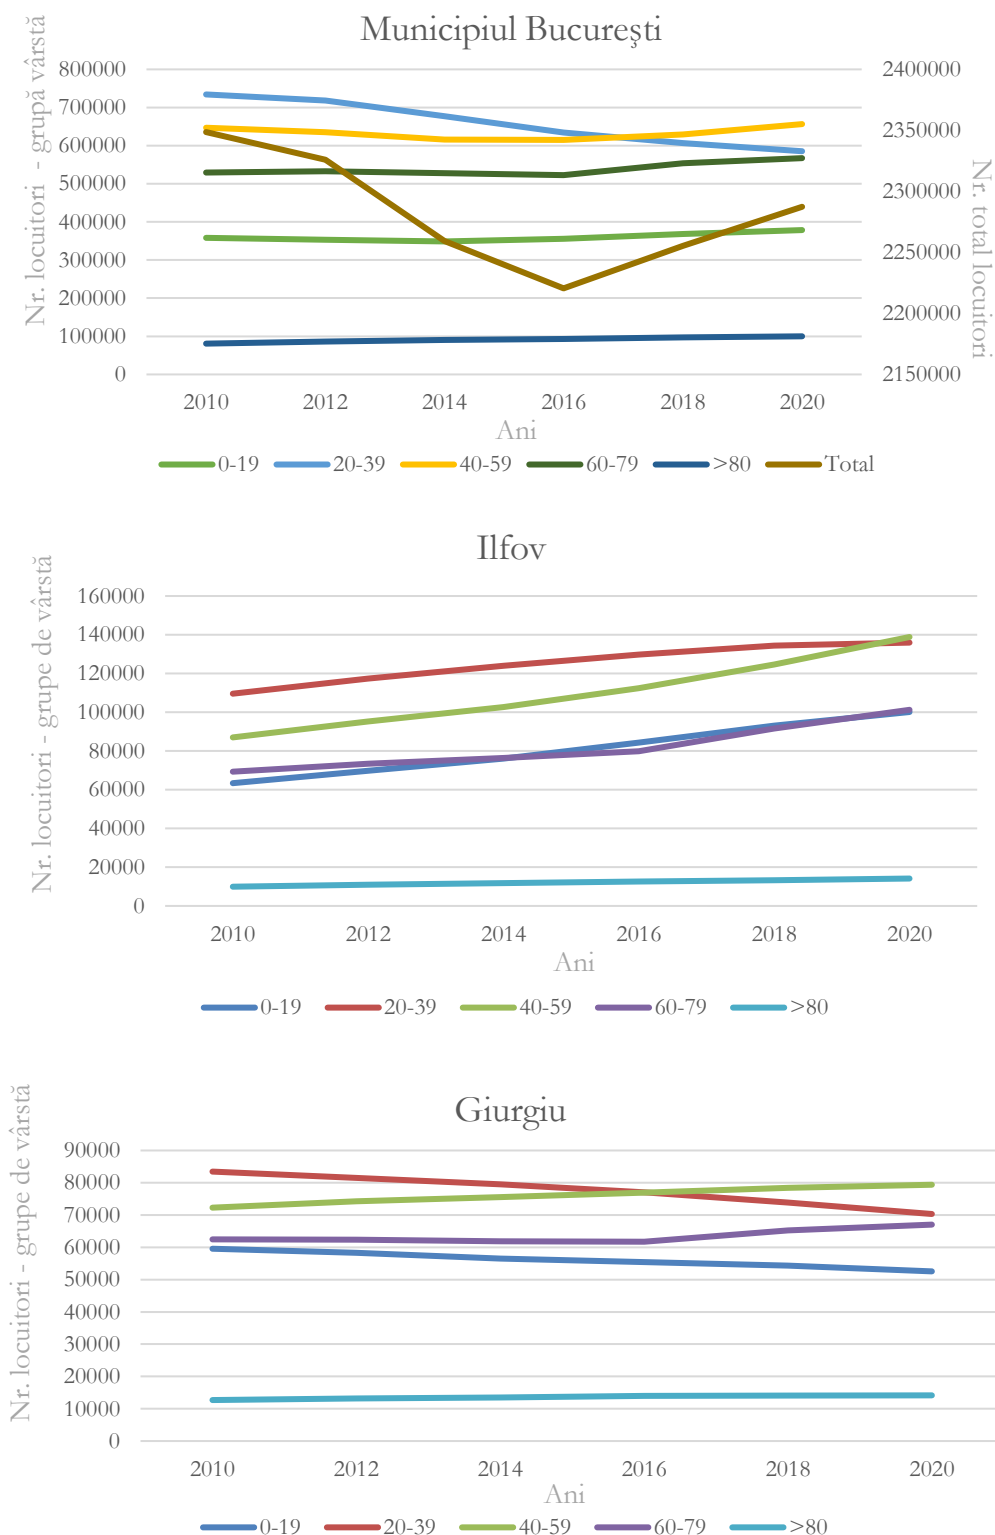 Municipiul București
Nr. locuitori - grupă vârstă
800000
700000
600000
500000
400000
300000
200000
100000
0
2400000
2350000
2300000
2250000
2200000
2150000
Nr. total locuitori
2010 2012 2014 2016 2018 2020
Ani
0-19 20-39 40-59 60-79 >80 Total
Ilfov
Nr. locuitori - grupe de vârstă
160000
140000
120000
100000
80000
60000
40000
20000
0
2010 2012 2014 2016 2018 2020
Ani
0-19 20-39 40-59 60-79 >80
Giurgiu
Nr. locuitori - grupe de vârstă
90000
80000
70000
60000
50000
40000
30000
20000
10000
0
2010 2012 2014 2016 2018 2020
Ani
0-19 20-39 40-59 60-79 >80